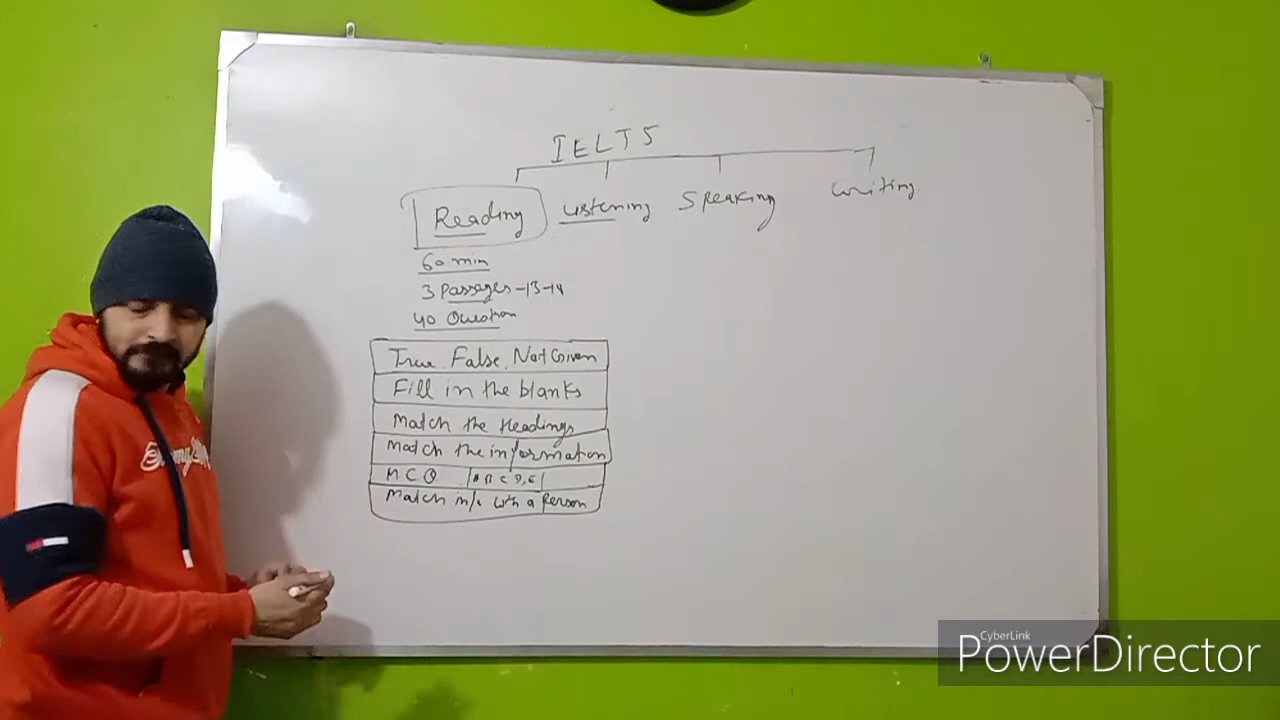 IELTS
Reading Listening Speaking Writing
60 min
3 Passages -13-14
40 Question
True False, Not Given
Fill in the blanks
Match the Headings
Match the information
MCQ A B C D, E
Match in/o with a person
CyberLink
PowerDirector